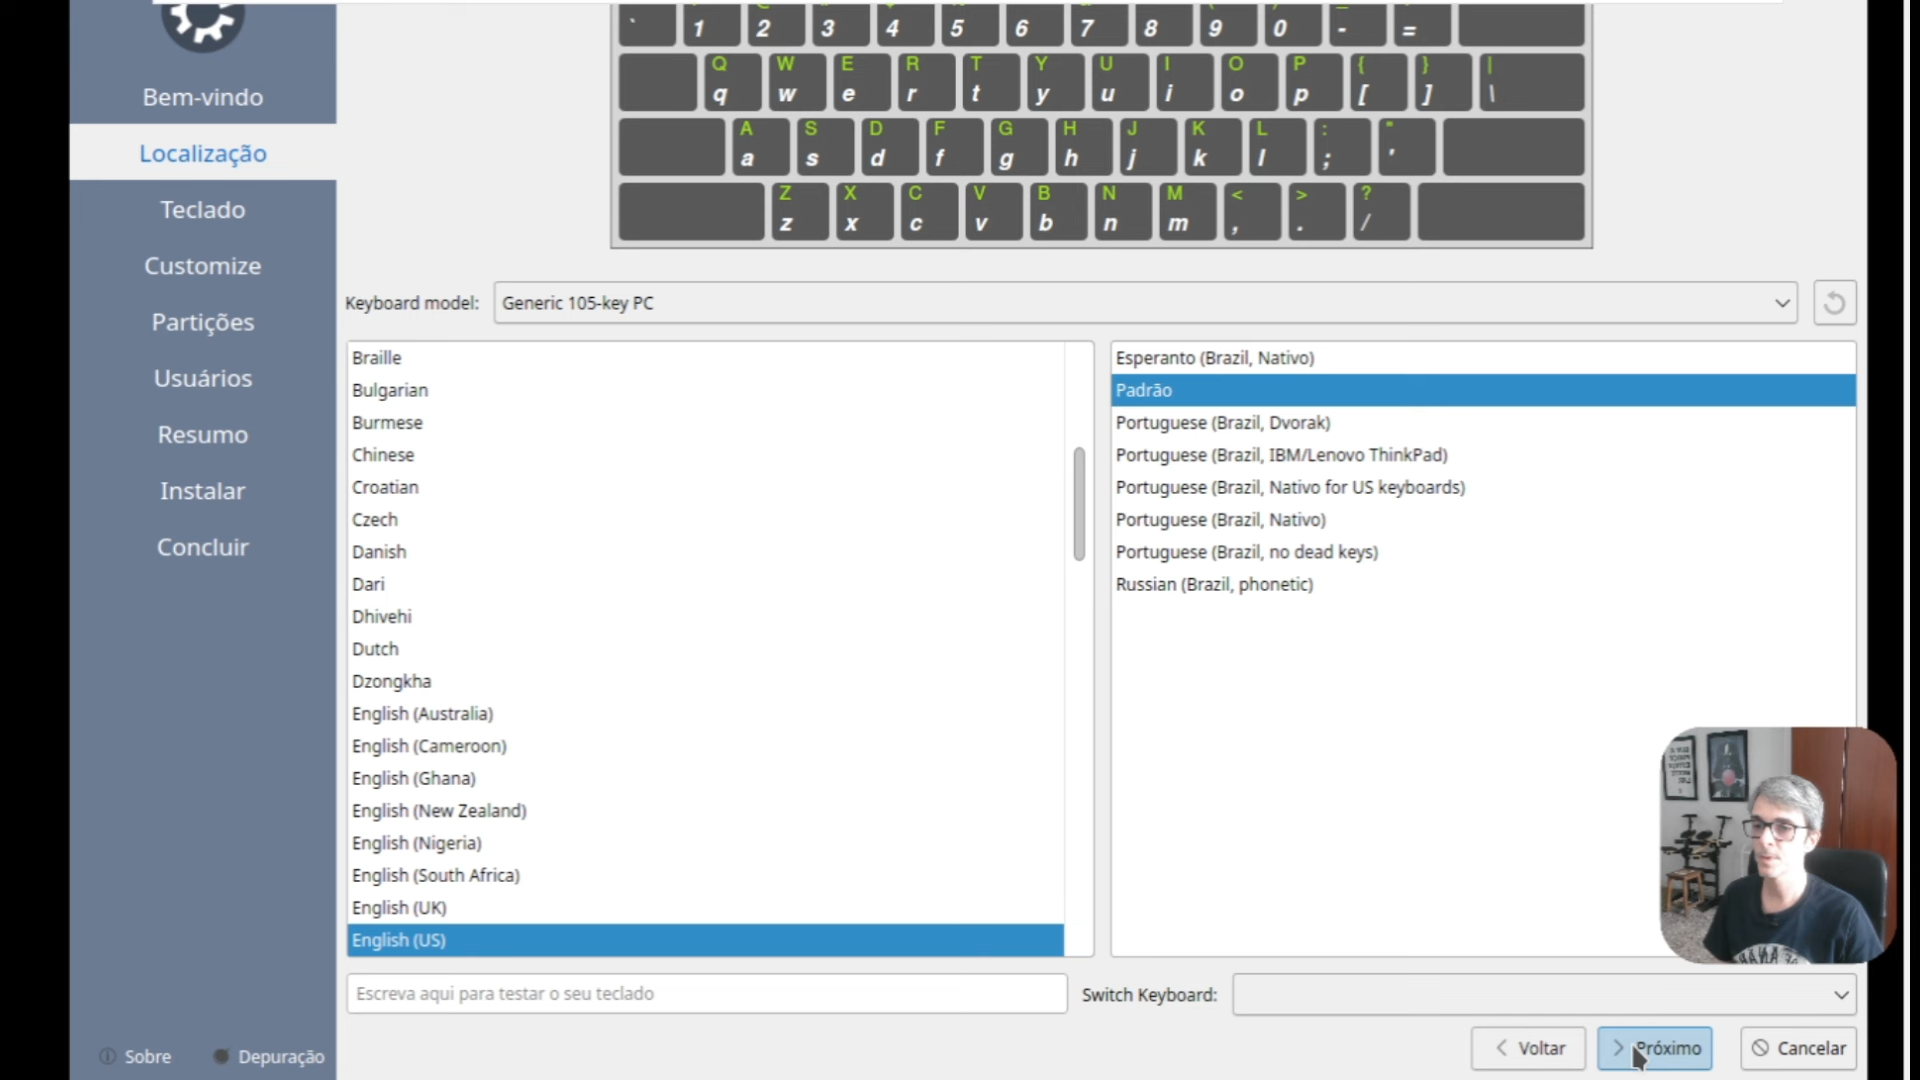 ` 1 2 3 4 5 6 7 8 9 0 - =
Q W E R T Y U I O P { } |
q w e r t y u i o p [ ] \
A S D F G H J K L : "
a s d f g h j k l ; '
Z X C V B N M < > ?
z x c v b n m , . /
Bem-vindo
Localização
Teclado
Customize
Partições
Usuários
Resumo
Instalar
Concluir
Sobre
Depuração
Keyboard model:
Generic 105-key PC
Braille
Bulgarian
Burmese
Chinese
Croatian
Czech
Danish
Dari
Dhivehi
Dutch
Dzongkha
English (Australia)
English (Cameroon)
English (Ghana)
English (New Zealand)
English (Nigeria)
English (South Africa)
English (UK)
English (US)
Esperanto (Brazil, Nativo)
Padrão
Portuguese (Brazil, Dvorak)
Portuguese (Brazil, IBM/Lenovo ThinkPad)
Portuguese (Brazil, Nativo for US keyboards)
Portuguese (Brazil, Nativo)
Portuguese (Brazil, no dead keys)
Russian (Brazil, phonetic)
Escreva aqui para testar o seu teclado
Switch Keyboard:
Voltar
Próximo
Cancelar